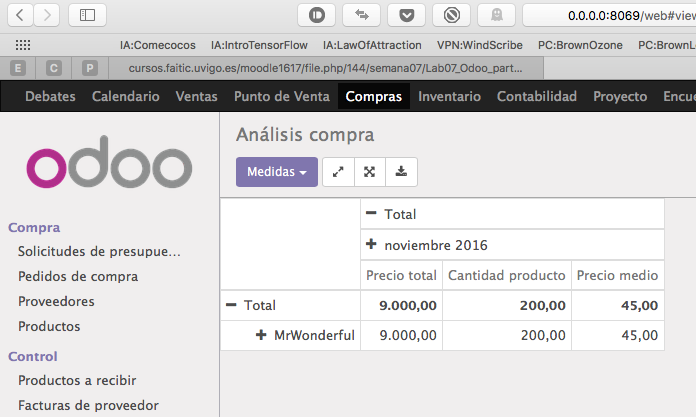 0.0.0.0:8069/web#view
IA:Comecocos IA:IntroTensorFlow IA:LawOfAttraction VPN:WindScribe PC:BrownOzone PC:BrownLo
E C P cursos.faitic.uvigo.es/moodle1617/file.php/144/semana07/Lab07_Odoo_part...
Debates Calendario Ventas Punto de Venta Compras Inventario Contabilidad Proyecto Encue
odoo
Análisis compra
Medidas
Compra
Solicitudes de presupue...
Pedidos de compra
Proveedores
Productos
Control
Productos a recibir
Facturas de proveedor
Total
noviembre 2016
Precio total Cantidad producto Precio medio
Total 9.000,00 200,00 45,00
MrWonderful 9.000,00 200,00 45,00